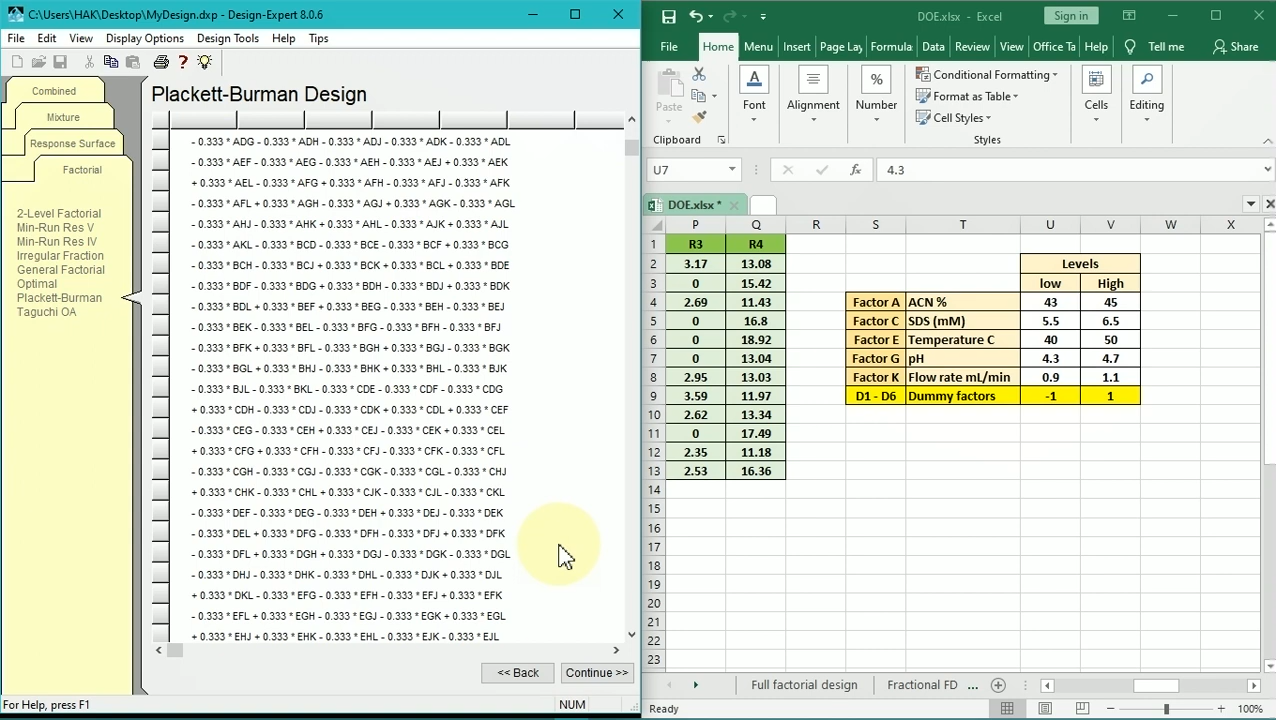 C:\Users\HAK\Desktop\MyDesign.dxp - Design-Expert 8.0.6
File Edit View Display Options Design Tools Help Tips
Combined
Mixture
Response Surface
Factorial
2-Level Factorial
Min-Run Res V
Min-Run Res IV
Irregular Fraction
General Factorial
Optimal
Plackett-Burman
Taguchi OA
Plackett-Burman Design
- 0.333 * ADG - 0.333 * ADH - 0.333 * ADJ - 0.333 * ADK - 0.333 * ADL
- 0.333 * AEF - 0.333 * AEG - 0.333 * AEH - 0.333 * AEJ + 0.333 * AEK
+ 0.333 * AEL - 0.333 * AFG + 0.333 * AFH - 0.333 * AFJ - 0.333 * AFK
- 0.333 * AFL + 0.333 * AGH - 0.333 * AGJ + 0.333 * AGK - 0.333 * AGL
- 0.333 * AHJ - 0.333 * AHK + 0.333 * AHL - 0.333 * AJK + 0.333 * AJL
- 0.333 * AKL - 0.333 * BCD - 0.333 * BCE - 0.333 * BCF + 0.333 * BCG
- 0.333 * BCH - 0.333 * BCJ + 0.333 * BCK + 0.333 * BCL + 0.333 * BDE
- 0.333 * BDF - 0.333 * BDG + 0.333 * BDH + 0.333 * BDJ + 0.333 * BDK
- 0.333 * BDL + 0.333 * BEF + 0.333 * BEG - 0.333 * BEH - 0.333 * BEJ
- 0.333 * BEK - 0.333 * BEL - 0.333 * BFG - 0.333 * BFH - 0.333 * BFJ
- 0.333 * BFK + 0.333 * BFL - 0.333 * BGH + 0.333 * BGJ - 0.333 * BGK
- 0.333 * BGL + 0.333 * BHJ - 0.333 * BHK + 0.333 * BHL - 0.333 * BJK
- 0.333 * BJL - 0.333 * BKL - 0.333 * CDE - 0.333 * CDF - 0.333 * CDG
+ 0.333 * CDH + 0.333 * CDJ - 0.333 * CDK + 0.333 * CDL + 0.333 * CEF
- 0.333 * CEG - 0.333 * CEH + 0.333 * CEJ - 0.333 * CEK + 0.333 * CEL
+ 0.333 * CFG + 0.333 * CFH - 0.333 * CFJ - 0.333 * CFK - 0.333 * CFL
- 0.333 * CGH - 0.333 * CGJ - 0.333 * CGK - 0.333 * CGL - 0.333 * CHJ
+ 0.333 * CHK - 0.333 * CHL + 0.333 * CJK - 0.333 * CJL - 0.333 * CKL
- 0.333 * DEF - 0.333 * DEG - 0.333 * DEH + 0.333 * DEJ - 0.333 * DEK
- 0.333 * DEL + 0.333 * DFG - 0.333 * DFH - 0.333 * DFJ + 0.333 * DFK
- 0.333 * DFL + 0.333 * DGH + 0.333 * DGJ - 0.333 * DGK - 0.333 * DGL
- 0.333 * DHJ - 0.333 * DHK - 0.333 * DHL - 0.333 * DJK + 0.333 * DJL
+ 0.333 * DKL - 0.333 * EFG - 0.333 * EFH - 0.333 * EFJ + 0.333 * EFK
- 0.333 * EFL + 0.333 * EGH - 0.333 * EGJ - 0.333 * EGK + 0.333 * EGL
+ 0.333 * EHJ + 0.333 * EHK - 0.333 * EHL - 0.333 * EJK - 0.333 * EJL
<< Back Continue >>
For Help, press F1 NUM
DOE.xlsx - Excel Sign in
File Home Menu Insert Page Lay Formula: Data Review View Office Ta Help Tell me Share
Paste Font Alignment Number Conditional Formatting Format as Table Cell Styles Cells Editing
Clipboard Styles
U7 fx 4.3
DOE.xlsx *
P Q R S T U V W X
1 R3 R4
2 3.17 13.08 Levels
3 0 15.42 low High
4 2.69 11.43 Factor A ACN % 43 45
5 0 16.8 Factor C SDS (mM) 5.5 6.5
6 0 18.92 Factor E Temperature C 40 50
7 0 13.04 Factor G pH 4.3 4.7
8 2.95 13.03 Factor K Flow rate mL/min 0.9 1.1
9 3.59 11.97 D1 - D6 Dummy factors -1 1
10 2.62 13.34
11 0 17.49
12 2.35 11.18
13 2.53 16.36
14
15
16
17
18
19
20
21
22
23
Full factorial design Fractional FD ...
Ready 100%